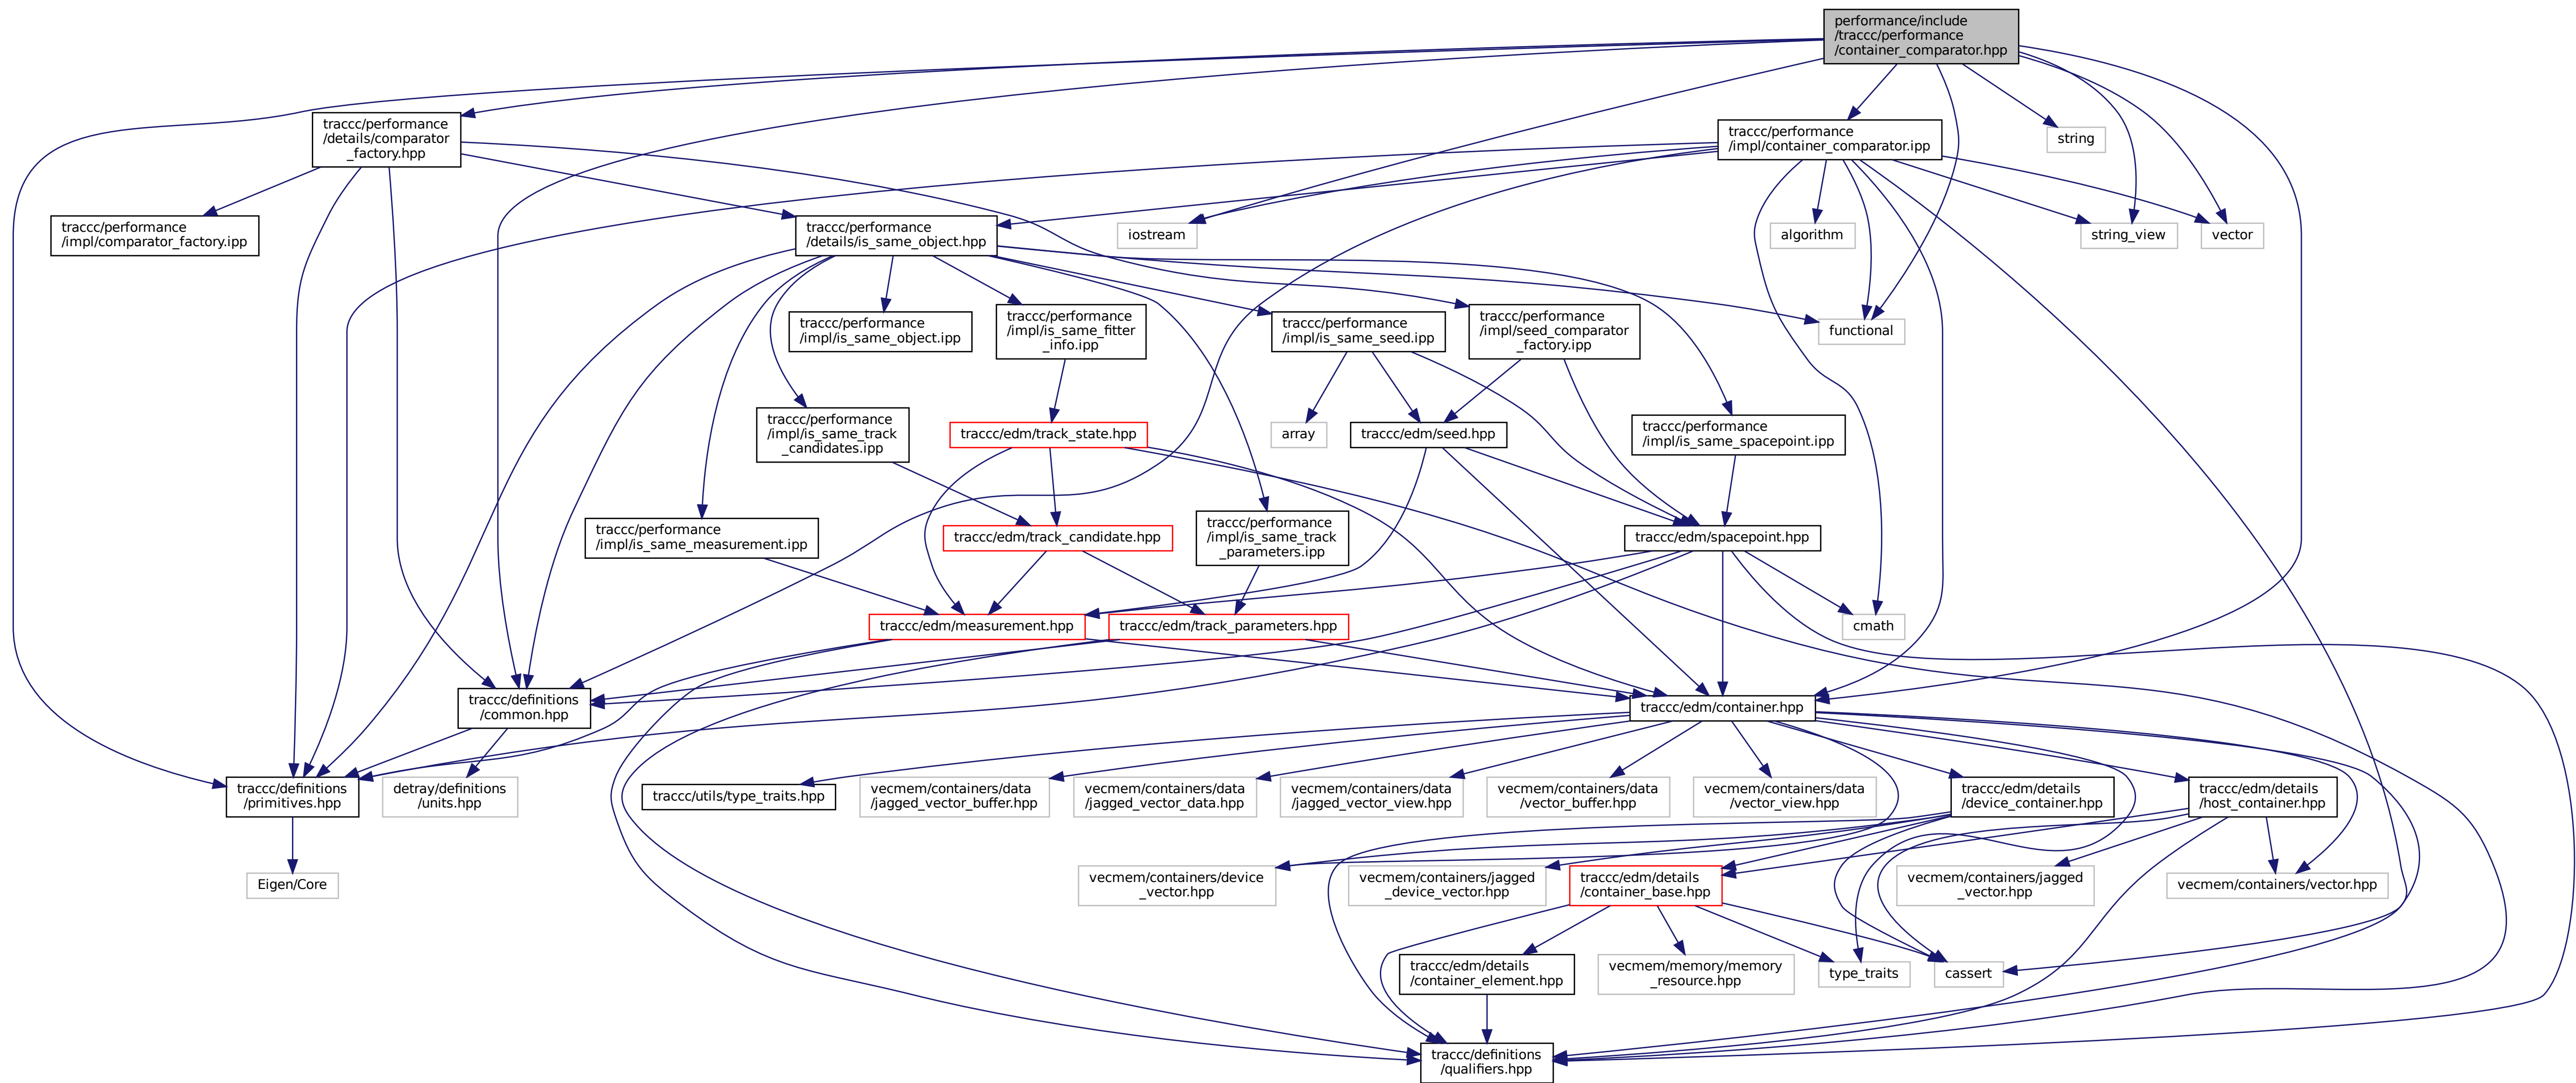 performance/include
/traccc/performance
/container_comparator.hpp
traccc/performance
/details/comparator
_factory.hpp
traccc/performance
/impl/container_comparator.ipp
string
traccc/performance
/impl/comparator_factory.ipp
traccc/performance
/details/is_same_object.hpp
iostream
algorithm
string_view
vector
traccc/performance
/impl/is_same_object.ipp
traccc/performance
/impl/is_same_fitter
_info.ipp
traccc/performance
/impl/is_same_seed.ipp
traccc/performance
/impl/seed_comparator
_factory.ipp
functional
traccc/performance
/impl/is_same_track
_candidates.ipp
traccc/edm/track_state.hpp
array
traccc/edm/seed.hpp
traccc/performance
/impl/is_same_spacepoint.ipp
traccc/performance
/impl/is_same_measurement.ipp
traccc/edm/track_candidate.hpp
traccc/performance
/impl/is_same_track
_parameters.ipp
traccc/edm/spacepoint.hpp
traccc/edm/measurement.hpp
traccc/edm/track_parameters.hpp
cmath
traccc/definitions
/common.hpp
traccc/edm/container.hpp
traccc/definitions
/primitives.hpp
detray/definitions
/units.hpp
traccc/utils/type_traits.hpp
vecmem/containers/data
/jagged_vector_buffer.hpp
vecmem/containers/data
/jagged_vector_data.hpp
vecmem/containers/data
/jagged_vector_view.hpp
vecmem/containers/data
/vector_buffer.hpp
vecmem/containers/data
/vector_view.hpp
traccc/edm/details
/device_container.hpp
traccc/edm/details
/host_container.hpp
Eigen/Core
vecmem/containers/device
_vector.hpp
vecmem/containers/jagged
_device_vector.hpp
traccc/edm/details
/container_base.hpp
vecmem/containers/jagged
_vector.hpp
vecmem/containers/vector.hpp
traccc/edm/details
/container_element.hpp
vecmem/memory/memory
_resource.hpp
type_traits
cassert
traccc/definitions
/qualifiers.hpp